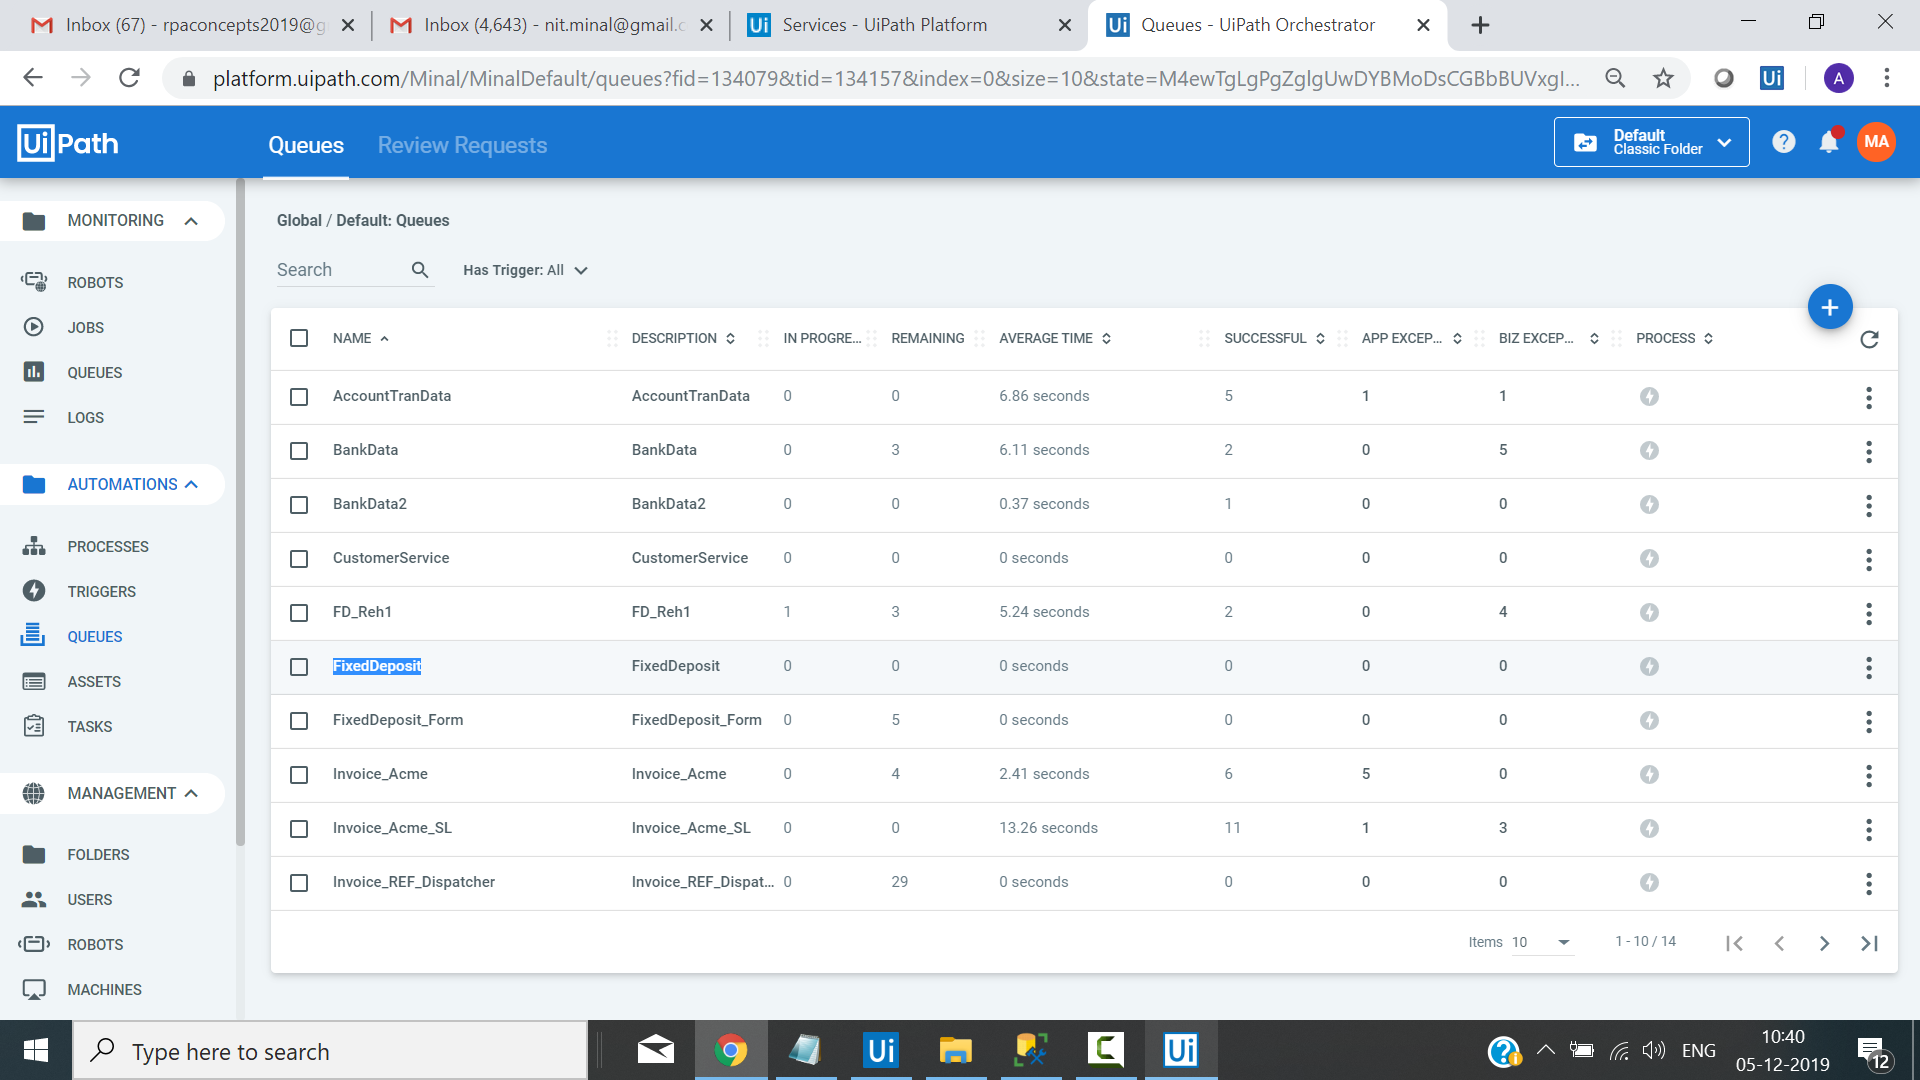 Inbox (67) - rpaconcepts2019@g
Inbox (4,643) - nit.minal@gmail.c
Ui Services - UiPath Platform
Ui Queues - UiPath Orchestrator
platform.uipath.com/Minal/MinalDefault/queues?fid=134079&tid=134157&index=0&size=10&state=M4ewTgLgPgZglgUwDYBMoDsCGBbBUVxgI...
Ui
A
UiPath
Queues
Review Requests
Default
Classic Folder
?
MA
MONITORING
ROBOTS
JOBS
QUEUES
LOGS
AUTOMATIONS
PROCESSES
TRIGGERS
QUEUES
ASSETS
TASKS
MANAGEMENT
FOLDERS
USERS
ROBOTS
MACHINES
Global / Default: Queues
Search
Has Trigger: All
NAME DESCRIPTION IN PROGRE... REMAINING AVERAGE TIME SUCCESSFUL APP EXCEP... BIZ EXCEP... PROCESS
AccountTranData AccountTranData 0 0 6.86 seconds 5 1 1
BankData BankData 0 3 6.11 seconds 2 0 5
BankData2 BankData2 0 0 0.37 seconds 1 0 0
CustomerService CustomerService 0 0 0 seconds 0 0 0
FD_Reh1 FD_Reh1 1 3 5.24 seconds 2 0 4
FixedDeposit FixedDeposit 0 0 0 seconds 0 0 0
FixedDeposit_Form FixedDeposit_Form 0 5 0 seconds 0 0 0
Invoice_Acme Invoice_Acme 0 4 2.41 seconds 6 5 0
Invoice_Acme_SL Invoice_Acme_SL 0 0 13.26 seconds 11 1 3
Invoice_REF_Dispatcher Invoice_REF_Dispat... 0 29 0 seconds 0 0 0
Items 10 1 - 10 / 14
Type here to search
Ui
C
Ui
ENG
10:40
05-12-2019
12